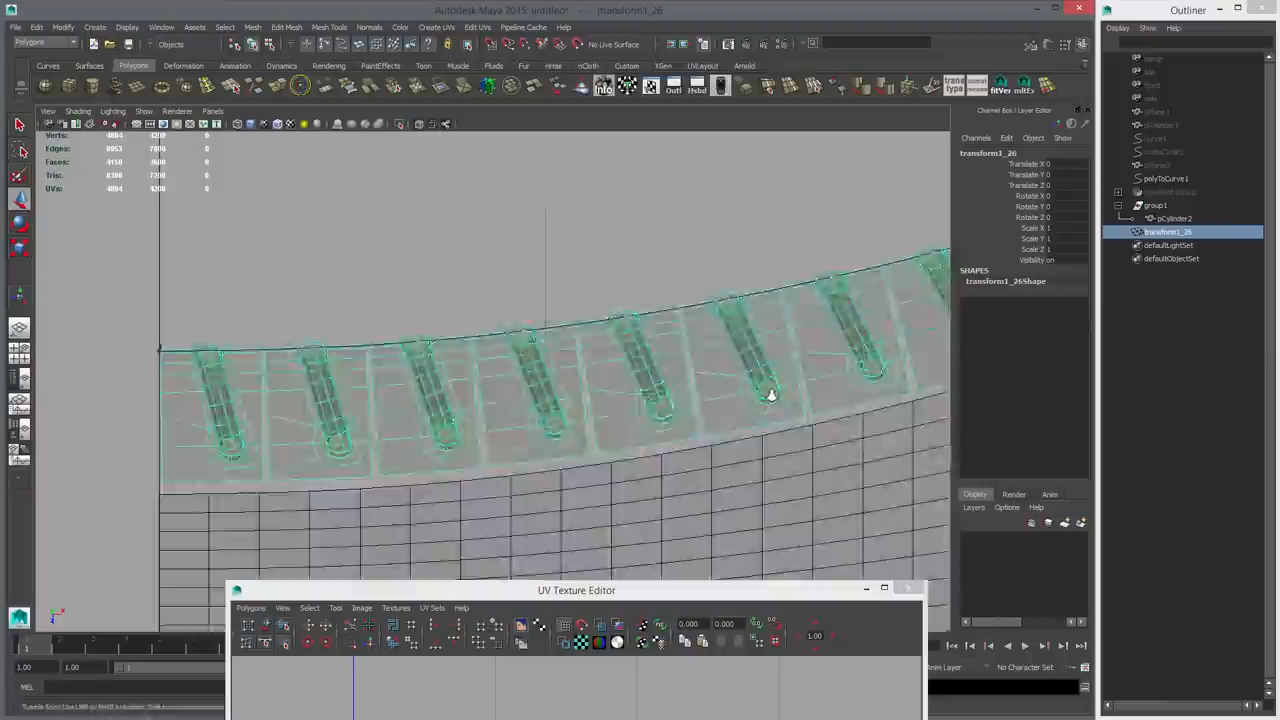 Autodesk Maya 2015: untitled* --- |transform1_26
Outliner
File Edit Modify Create Display Window Assets Select Mesh Edit Mesh Mesh Tools Normals Color Create UVs Edit UVs Pipeline Cache Help
Display Show Help
Polygons
Objects
No Live Surface
Curves Surfaces Polygons Deformation Animation Dynamics Rendering PaintEffects Toon Muscle Fluids Fur nHair nCloth Custom XGen UVLayout Arnold
View Shading Lighting Show Renderer Panels
Channel Box / Layer Editor
Channels Edit Object Show
Verts: 4804 4200 0
Edges: 8953 7800 0
Faces: 4150 3600 0
Tris: 8300 7200 0
UVs: 4804 4200 0
transform1_26
Translate X 0
Translate Y 0
Translate Z 0
Rotate X 0
Rotate Y 0
Rotate Z 0
Scale X 1
Scale Y 1
Scale Z 1
Visibility on
SHAPES
transform1_26Shape
top
front
curve1
polyToCurve1
group1
pCylinder2
transform1_26
defaultLightSet
defaultObjectSet
Display Render Anim
Layers Options Help
UV Texture Editor
Polygons View Select Tool Image Textures UV Sets Help
0.000 0.000 1.00
1.00 1.00 1
Anim Layer No Character Set
MEL